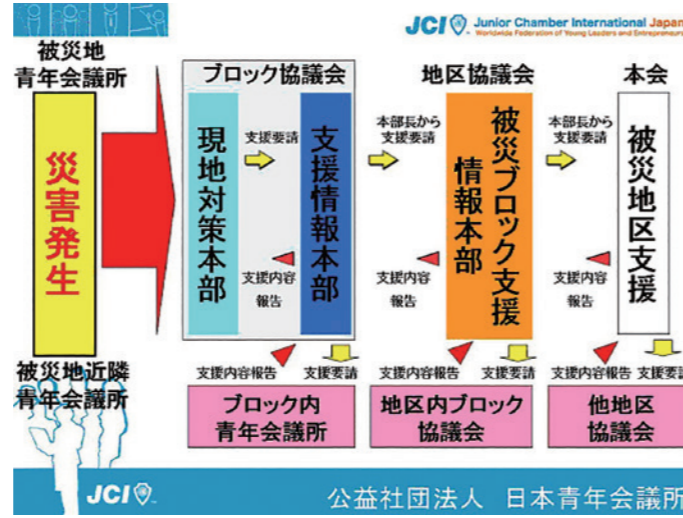 JCI Junior Chamber International Japan
Worldwide Federation of Young Leaders and Entrepreneurs
被災地
青年会議所
災害発生
被災地近隣
青年会議所
ブロック協議会
現地対策本部
支援要請
支援内容
報告
支援情報本部
本部長から
支援要請
支援内容
報告
地区協議会
被災ブロック支援
情報本部
本部長から
支援要請
支援内容
報告
本会
被災地区支援
支援内容報告
支援要請
支援内容報告
支援要請
支援内容報告
支援要請
ブロック内
青年会議所
地区内ブロック
協議会
他地区
協議会
JCI
公益社団法人 日本青年会議所